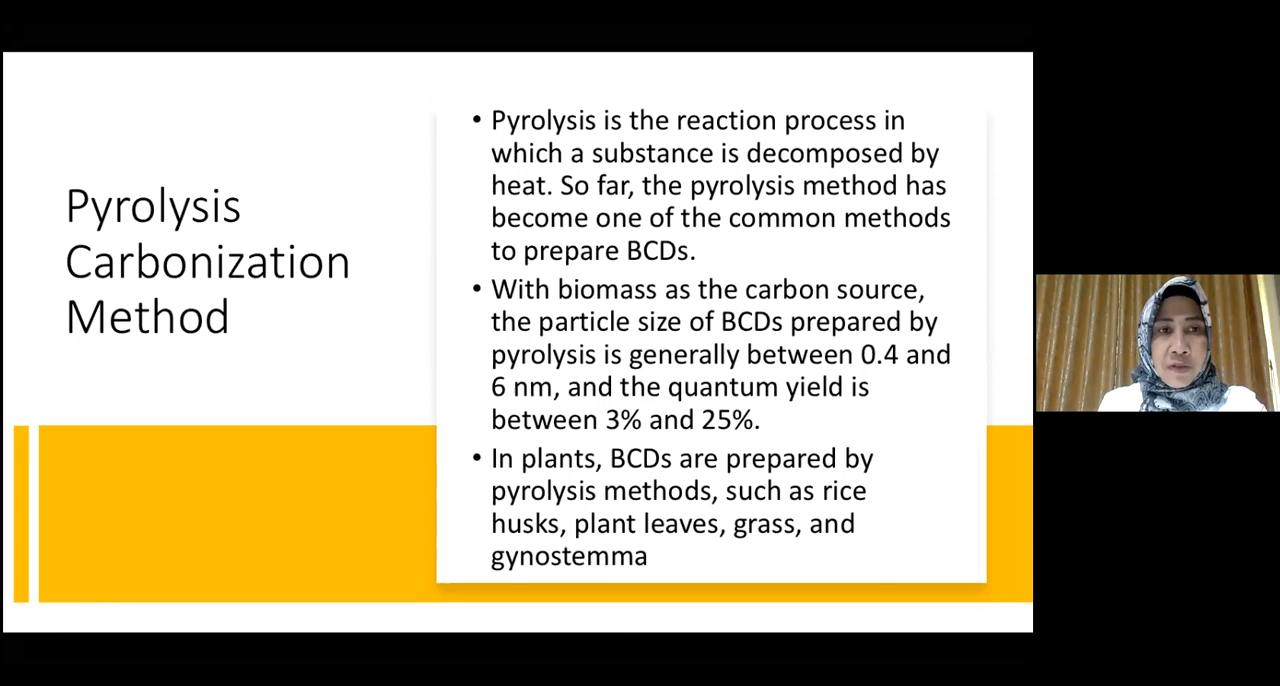 Pyrolysis
Carbonization
Method
• Pyrolysis is the reaction process in
which a substance is decomposed by
heat. So far, the pyrolysis method has
become one of the common methods
to prepare BCDs.
• With biomass as the carbon source,
the particle size of BCDs prepared by
pyrolysis is generally between 0.4 and
6 nm, and the quantum yield is
between 3% and 25%.
• In plants, BCDs are prepared by
pyrolysis methods, such as rice
husks, plant leaves, grass, and
gynostemma